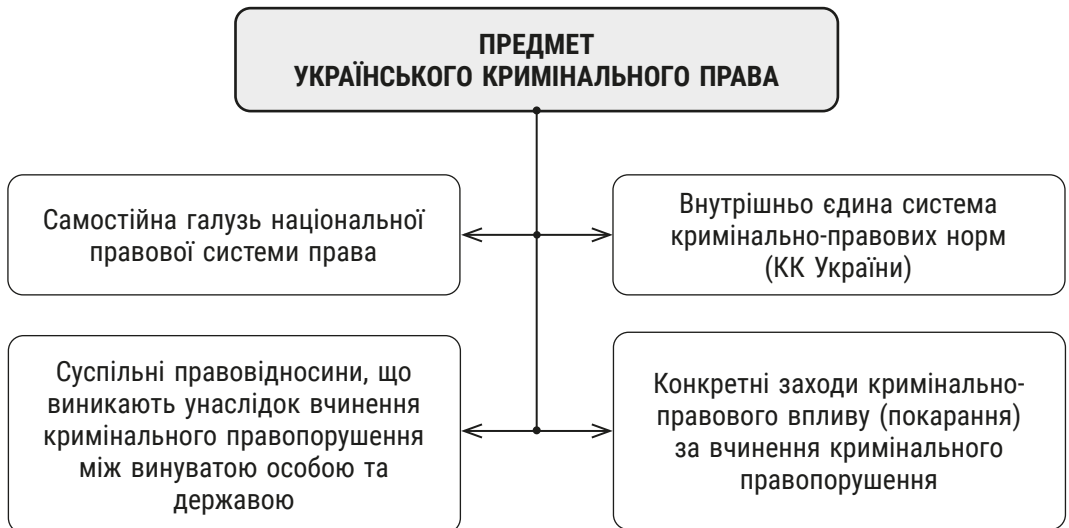 ПРЕДМЕТ
УКРАЇНСЬКОГО КРИМІНАЛЬНОГО ПРАВА
Самостійна галузь національної
правової системи права
Внутрішньо єдина система
кримінально-правових норм
(КК України)
Суспільні правовідносини, що
виникають унаслідок вчинення
кримінального правопорушення
між винуватою особою та
державою
Конкретні заходи кримінально-
правового впливу (покарання)
за вчинення кримінального
правопорушення